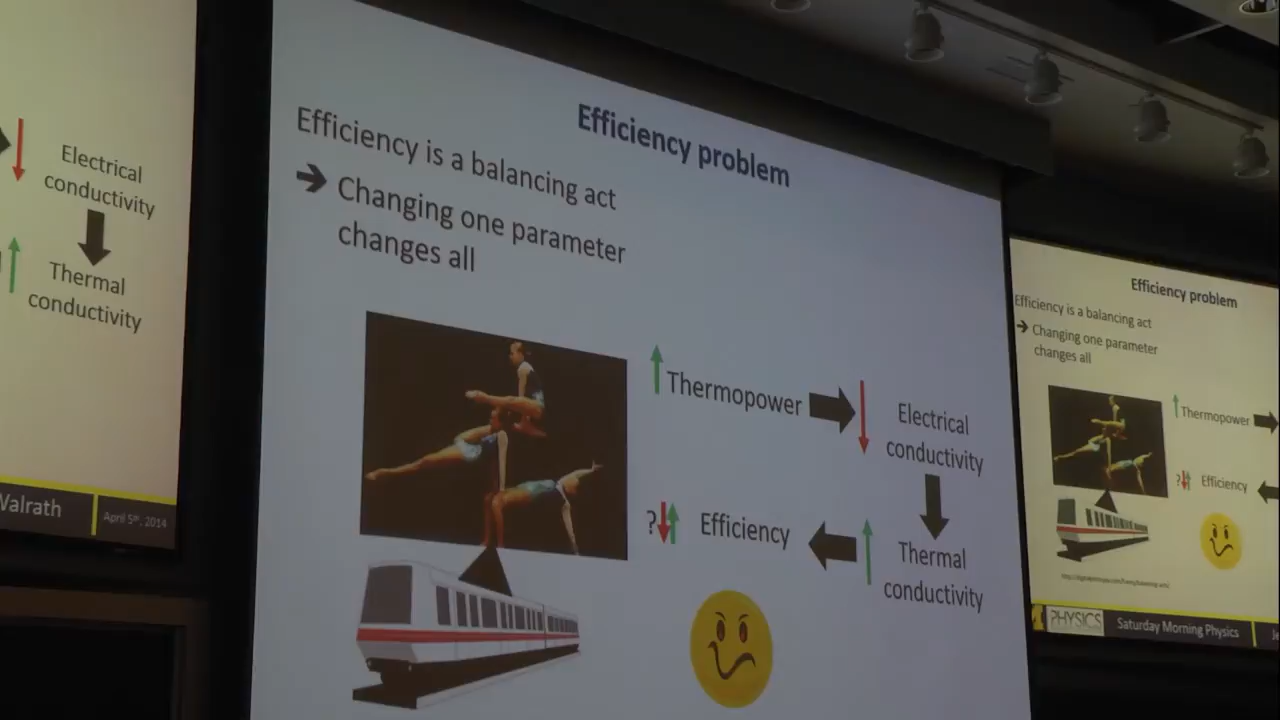 Electrical
conductivity
Thermal
conductivity
Valrath
April 5th, 2014
Efficiency problem
Efficiency is a balancing act
➔ Changing one parameter
changes all
Thermopower
Electrical
conductivity
Thermal
conductivity
Efficiency
?
Efficiency problem
Efficiency is a balancing act
➔ Changing one parameter
changes all
Thermopower
?
Efficiency
PHYSICS
Saturday Morning Physics